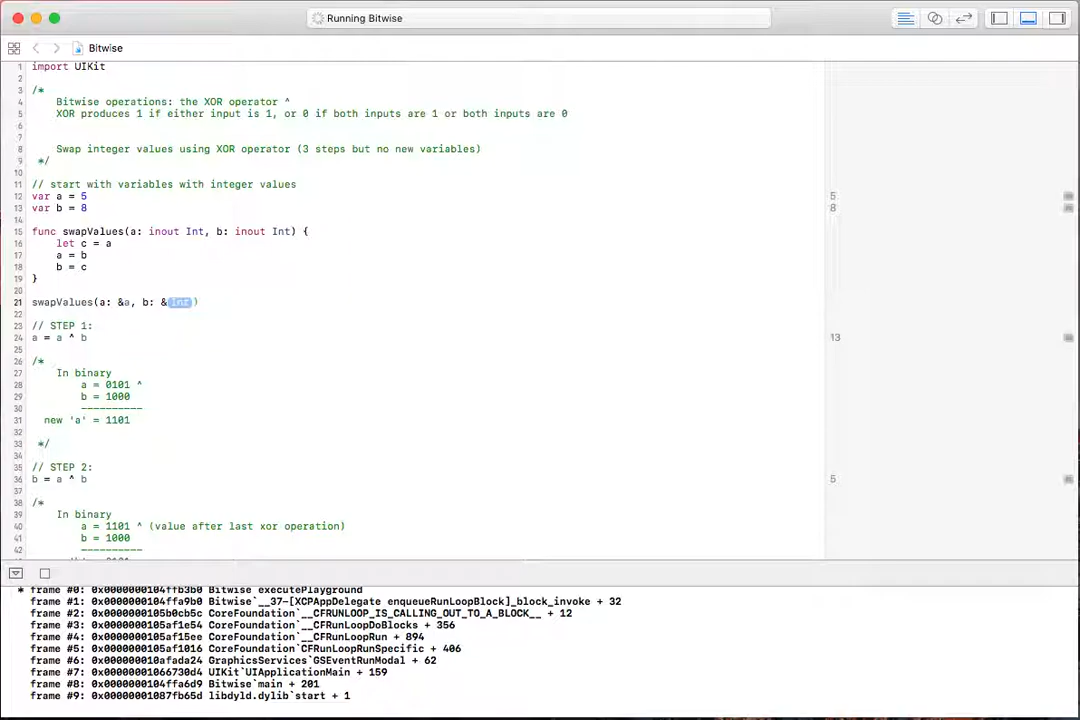 Running Bitwise
Bitwise
1 import UIKit
2
3 /*
4 Bitwise operations: the XOR operator ^
5 XOR produces 1 if either input is 1, or 0 if both inputs are 1 or both inputs are 0
6
7
8 Swap integer values using XOR operator (3 steps but no new variables)
9 */
10
11 // start with variables with integer values
12 var a = 5 5
13 var b = 8 8
14
15 func swapValues(a: inout Int, b: inout Int) {
16 let c = a
17 a = b
18 b = c
19 }
20
21 swapValues(a: &a, b: &Int)
22
23 // STEP 1:
24 a = a ^ b 13
25
26 /*
27 In binary
28 a = 0101 ^
29 b = 1000
30 ----------
31 new 'a' = 1101
32
33 */
34
35 // STEP 2:
36 b = a ^ b 5
37
38 /*
39 In binary
40 a = 1101 ^ (value after last xor operation)
41 b = 1000
42 ----------
* frame #0: 0x0000000104ffb3b0 Bitwise`executePlayground
frame #1: 0x0000000104ffa9b0 Bitwise`__37-[XCPAppDelegate enqueueRunLoopBlock]_block_invoke + 32
frame #2: 0x0000000105b0cb5c CoreFoundation`__CFRUNLOOP_IS_CALLING_OUT_TO_A_BLOCK__ + 12
frame #3: 0x0000000105af1e54 CoreFoundation`__CFRunLoopDoBlocks + 356
frame #4: 0x0000000105af15ee CoreFoundation`__CFRunLoopRun + 894
frame #5: 0x0000000105af1016 CoreFoundation`CFRunLoopRunSpecific + 406
frame #6: 0x000000010afada24 GraphicsServices`GSEventRunModal + 62
frame #7: 0x00000001066730d4 UIKit`UIApplicationMain + 159
frame #8: 0x0000000104ffa6d9 Bitwise`main + 201
frame #9: 0x00000001087fb65d libdyld.dylib`start + 1